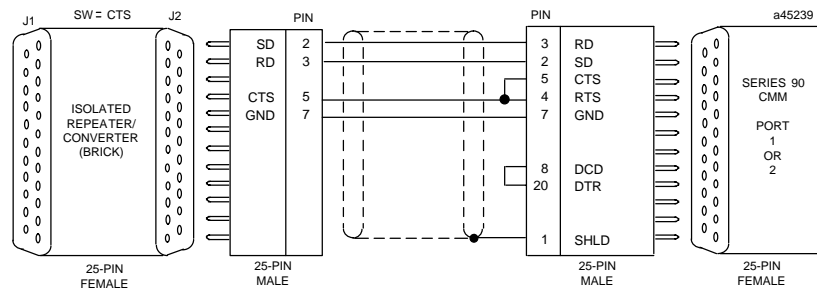 J1 SW = CTS J2 PIN PIN a45239
SD 2 3 RD
RD 3 2 SD
5 CTS
CTS 5 4 RTS
GND 7 7 GND
8 DCD
20 DTR
1 SHLD
ISOLATED
REPEATER/
CONVERTER
(BRICK)
SERIES 90
CMM
PORT
1
OR
2
25-PIN
FEMALE
25-PIN
MALE
25-PIN
MALE
25-PIN
FEMALE